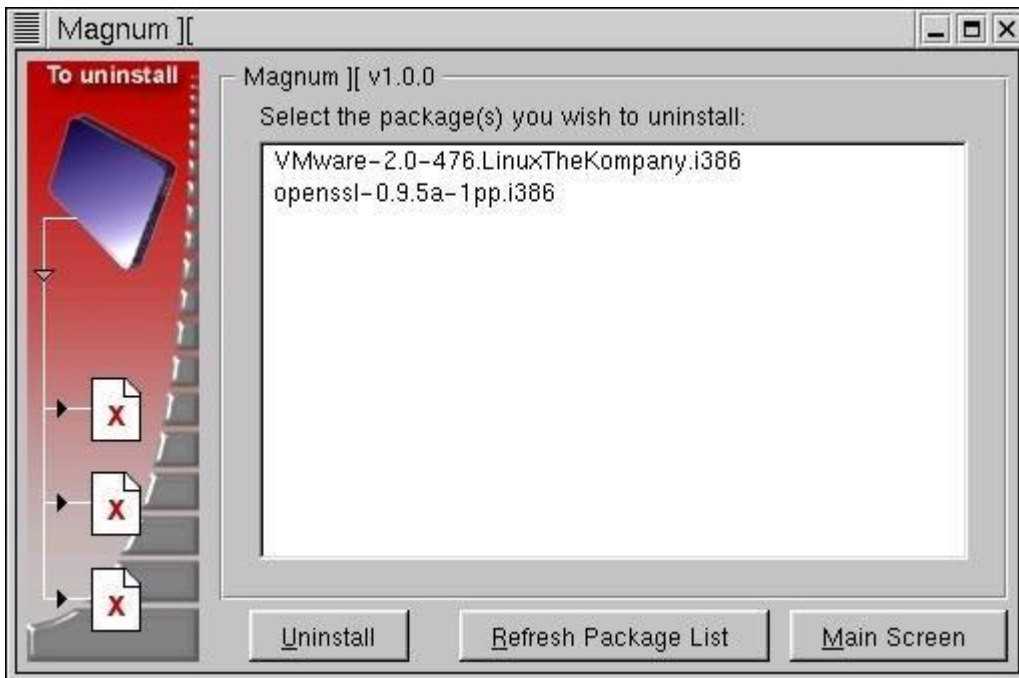 Magnum ][
To uninstall
Magnum ][ v1.0.0
Select the package(s) you wish to uninstall:
VMware-2.0-476.LinuxTheKompany.i386
openssl-0.9.5a-1pp.i386
X
X
X
Uninstall
Refresh Package List
Main Screen